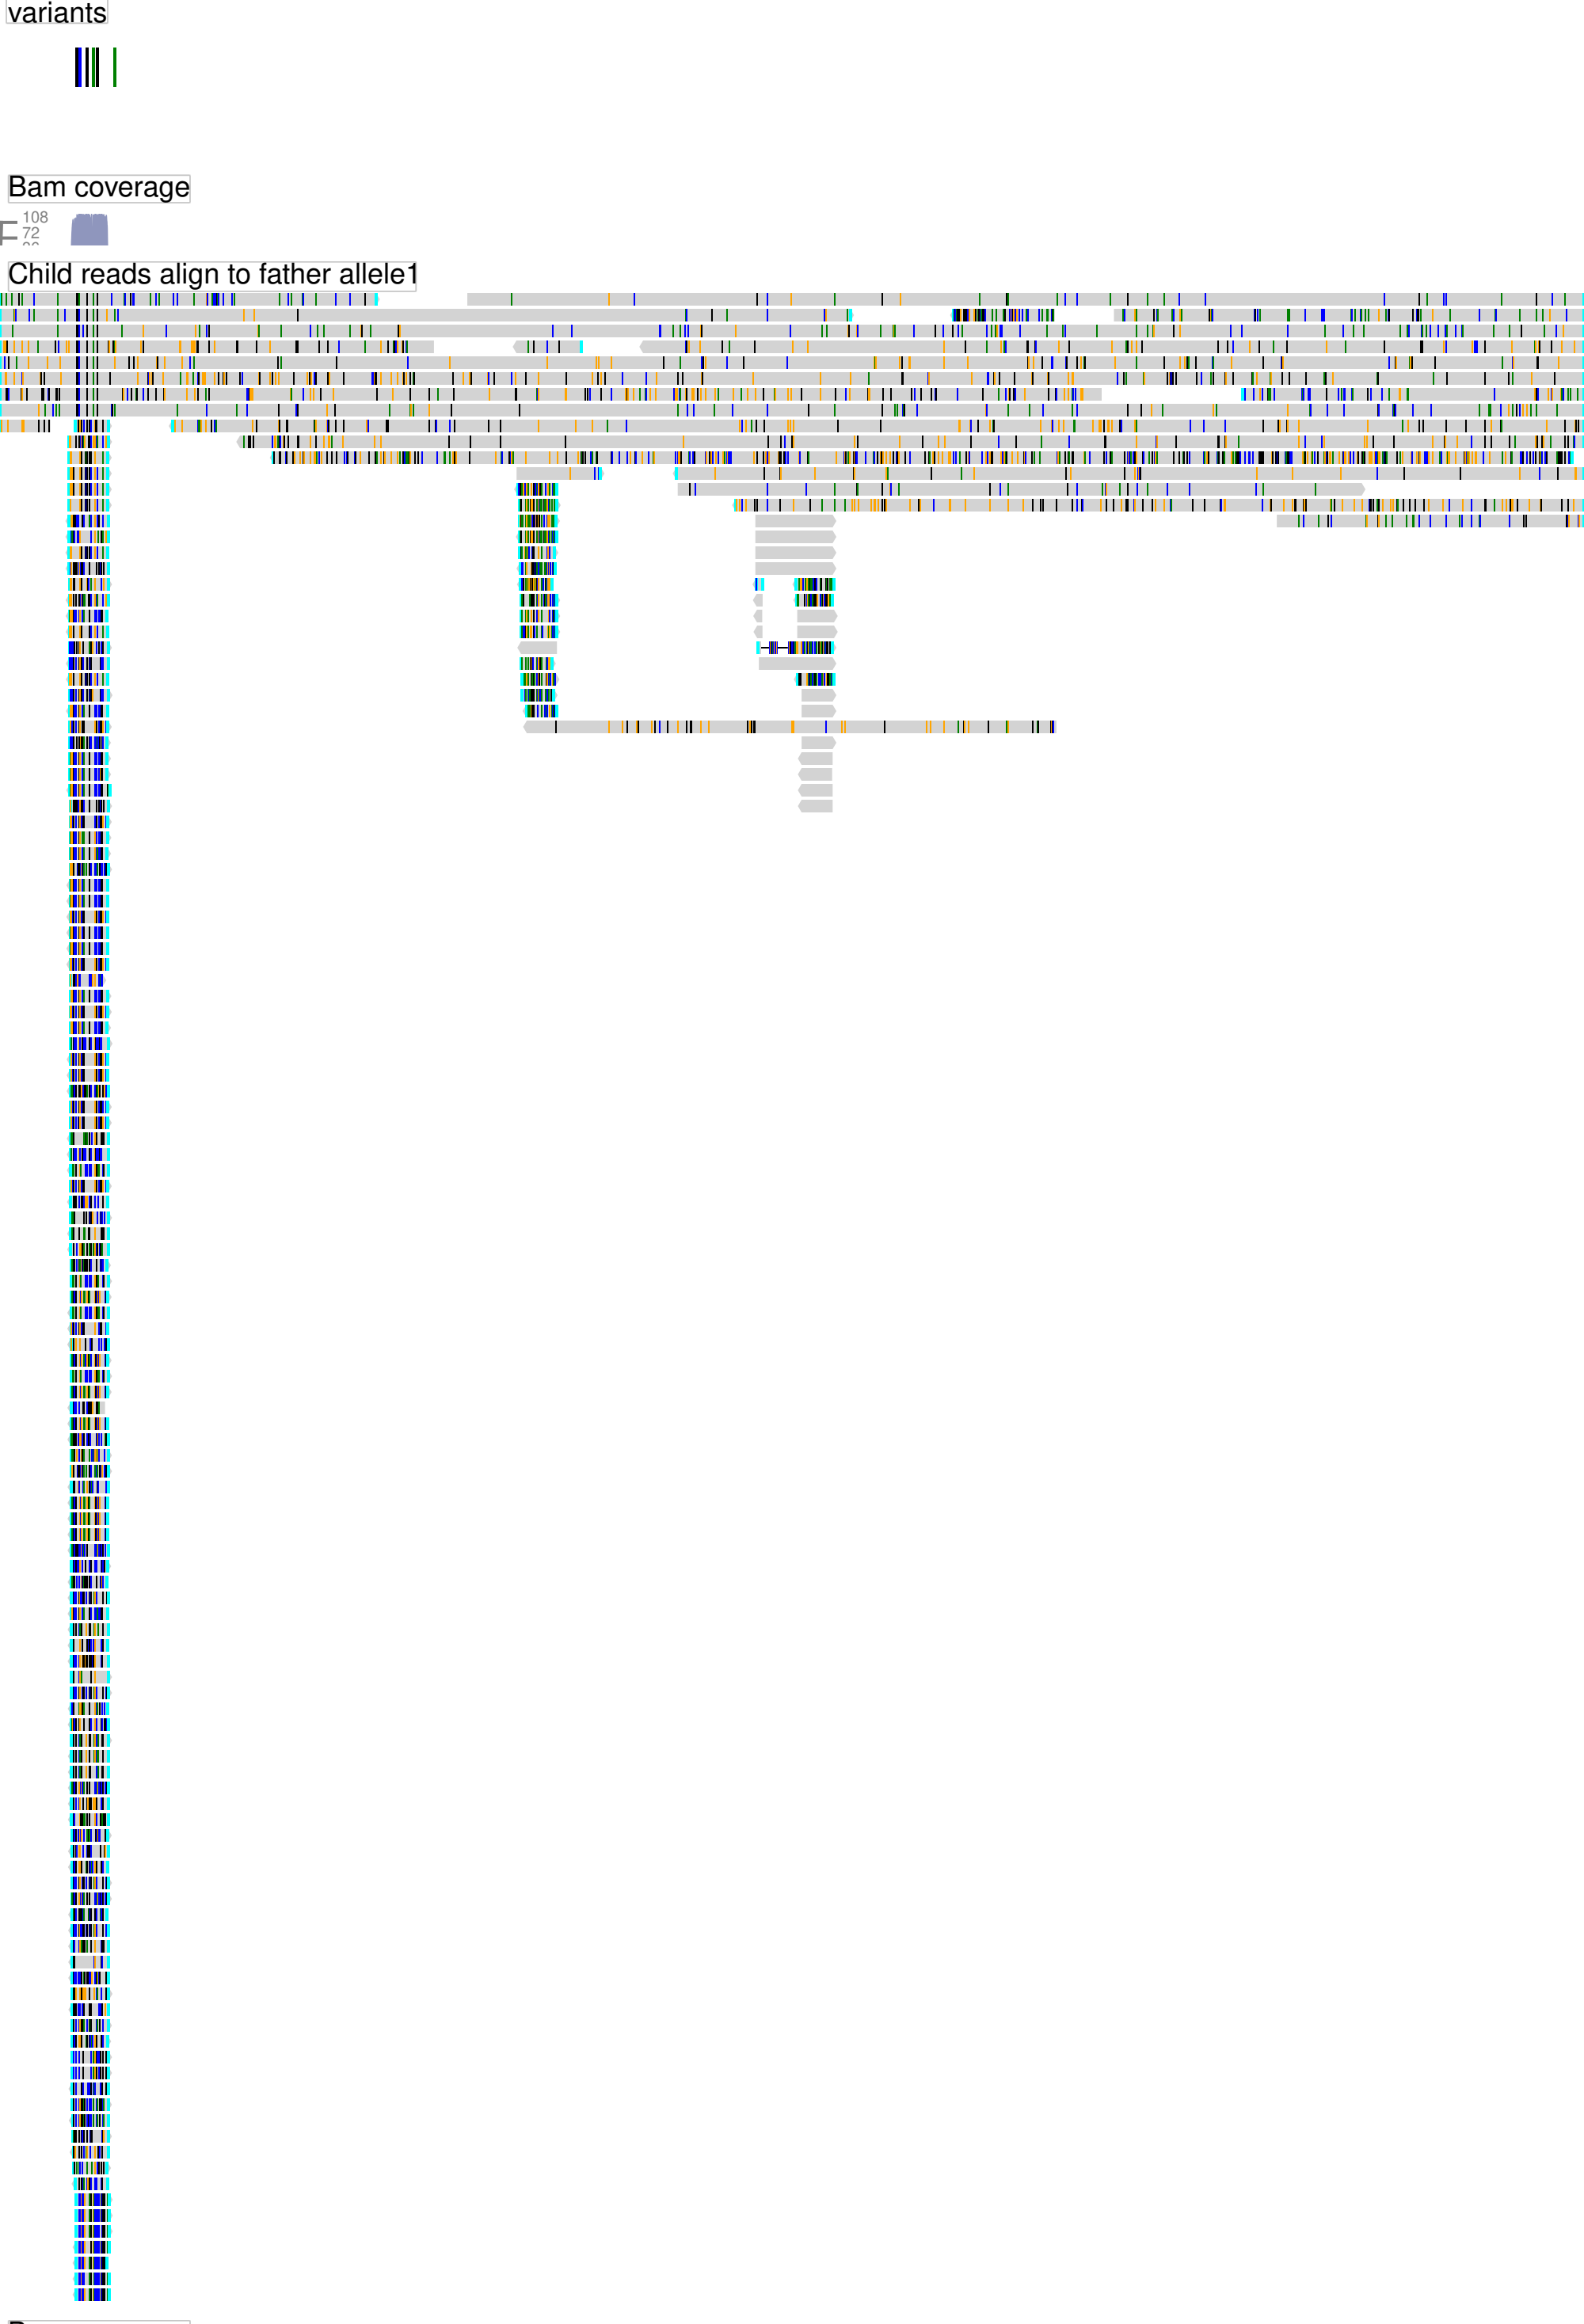 variants
Bam coverage
108
72
Child reads align to father allele1